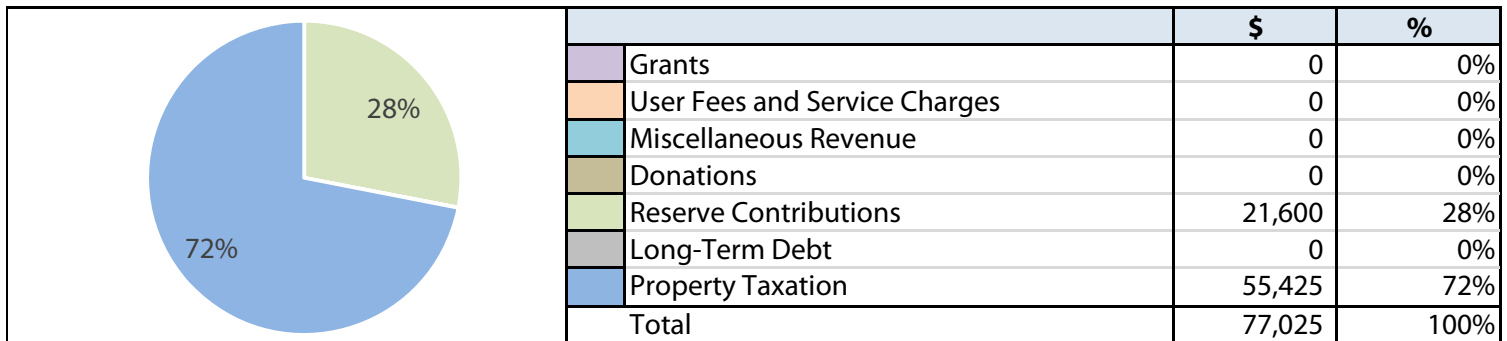 28%
72%
$ %
Grants 0 0%
User Fees and Service Charges 0 0%
Miscellaneous Revenue 0 0%
Donations 0 0%
Reserve Contributions 21,600 28%
Long-Term Debt 0 0%
Property Taxation 55,425 72%
Total 77,025 100%